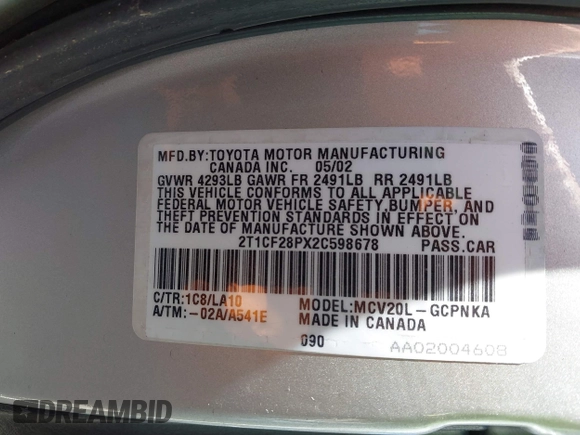 MFD.BY:TOYOTA MOTOR MANUFACTURING
CANADA INC. 05/02
GVWR 4293LB GAWR FR 2491LB RR 2491LB
THIS VEHICLE CONFORMS TO ALL APPLICABLE
FEDERAL MOTOR VEHICLE SAFETY,BUMPER, AND
THEFT PREVENTION STANDARDS IN EFFECT ON
THE DATE OF MANUFACTURE SHOWN ABOVE.
2T1CF28PX2C598678 PASS.CAR
C/TR:1C8/LA10 MODEL:MCV20L-GCPNKA
A/TM:-02A/A541E MADE IN CANADA
090 AA0200460B
DREAMBID